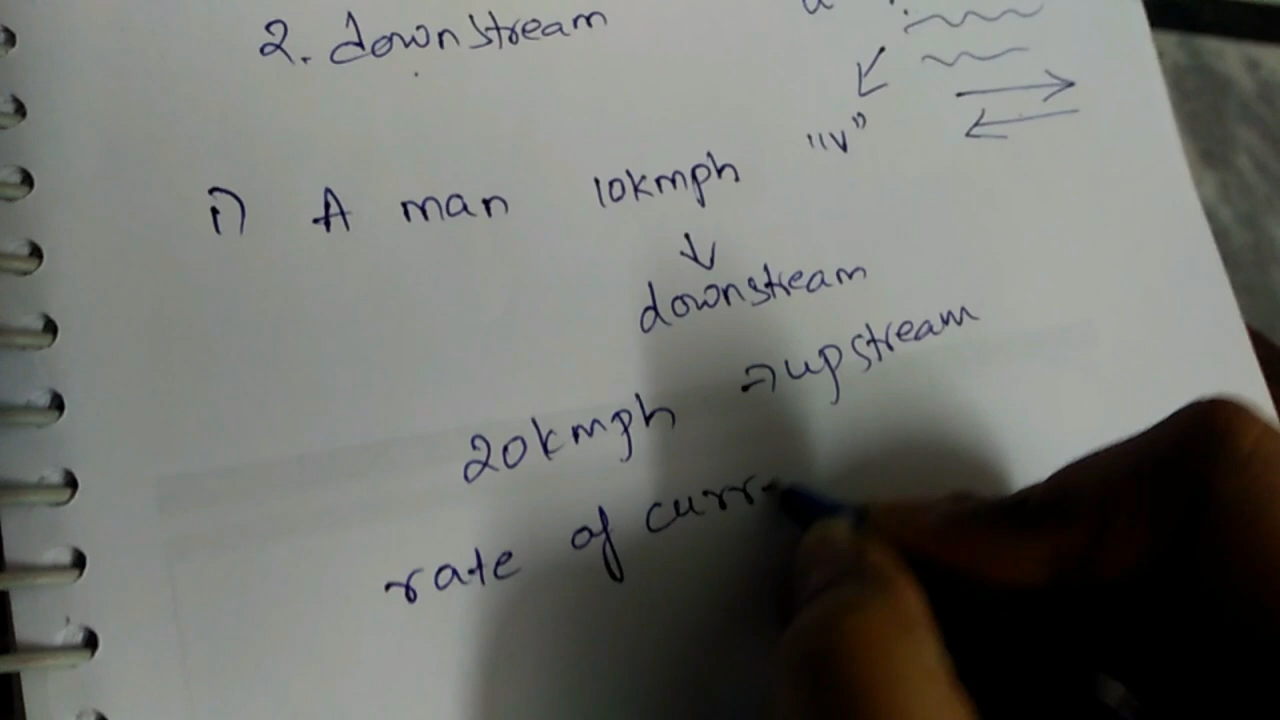 2. downstream
"v"
i) A man 10kmph
downstream
20kmph ⇒ upstream
rate of curr